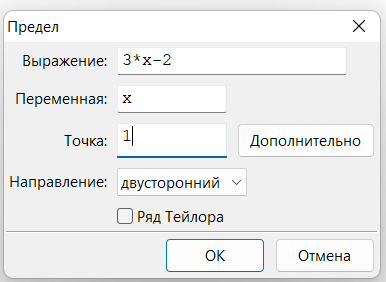 Предел
Выражение: 3*x-2
Переменная: x
Точка: 1 Дополнительно
Направление: двусторонний
Ряд Тейлора
OK Отмена